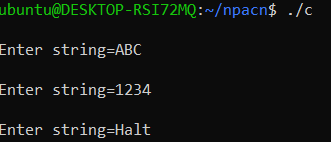 ubuntu@DESKTOP-RSI72MQ:~/npacn$ ./c
Enter string=ABC
Enter string=1234
Enter string=Halt